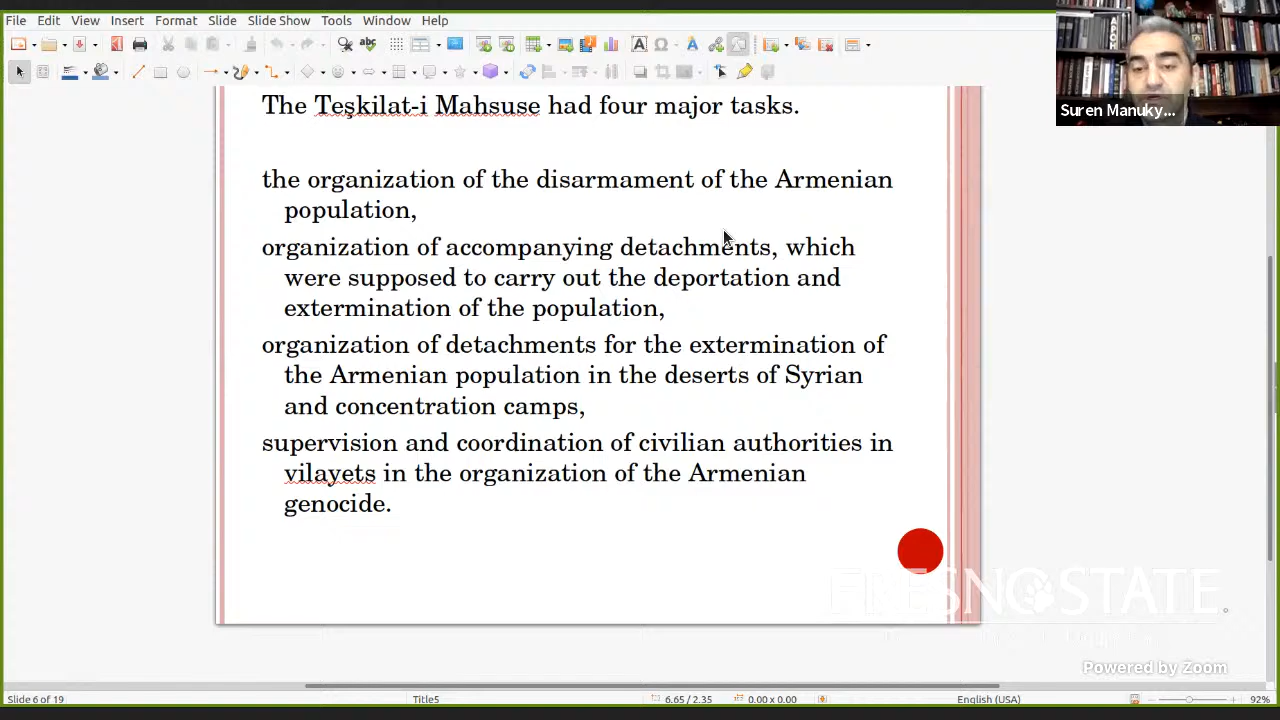 File Edit View Insert Format Slide Slide Show Tools Window Help
Suren Manuky...
The Teşkilat-i Mahsuse had four major tasks.
the organization of the disarmament of the Armenian
population,
organization of accompanying detachments, which
were supposed to carry out the deportation and
extermination of the population,
organization of detachments for the extermination of
the Armenian population in the deserts of Syrian
and concentration camps,
supervision and coordination of civilian authorities in
vilayets in the organization of the Armenian
genocide.
FRESNO STATE
Powered by Zoom
Slide 6 of 19 Title5 6.65 / 2.35 0.00 x 0.00 English (USA) 92%